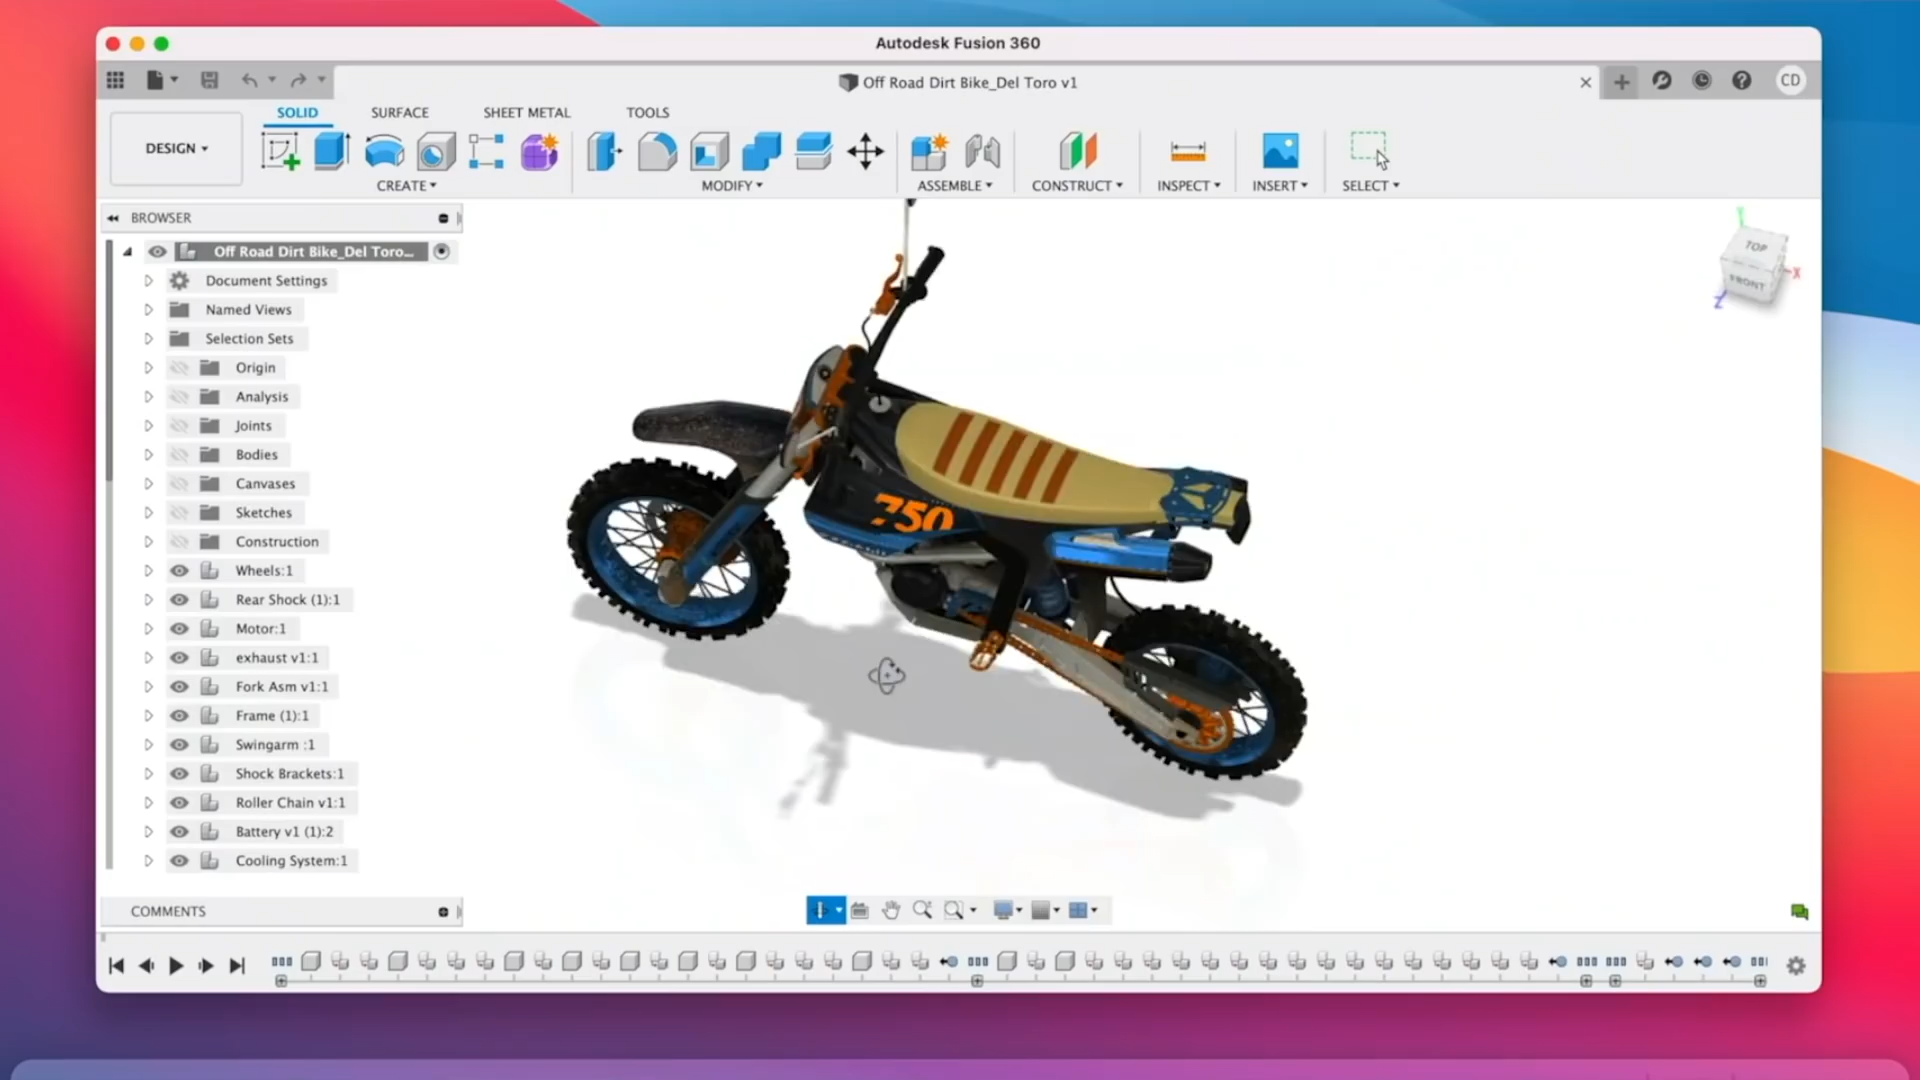 Autodesk Fusion 360
Off Road Dirt Bike_Del Toro v1
CD
SOLID SURFACE SHEET METAL TOOLS
DESIGN
CREATE MODIFY ASSEMBLE CONSTRUCT INSPECT INSERT SELECT
BROWSER
Off Road Dirt Bike_Del Toro...
Document Settings
Named Views
Selection Sets
Origin
Analysis
Joints
Bodies
Canvases
Sketches
Construction
Wheels:1
Rear Shock (1):1
Motor:1
exhaust v1:1
Fork Asm v1:1
Frame (1):1
Swingarm :1
Shock Brackets:1
Roller Chain v1:1
Battery v1 (1):2
Cooling System:1
COMMENTS
750
Y
TOP
X
FRONT
Z